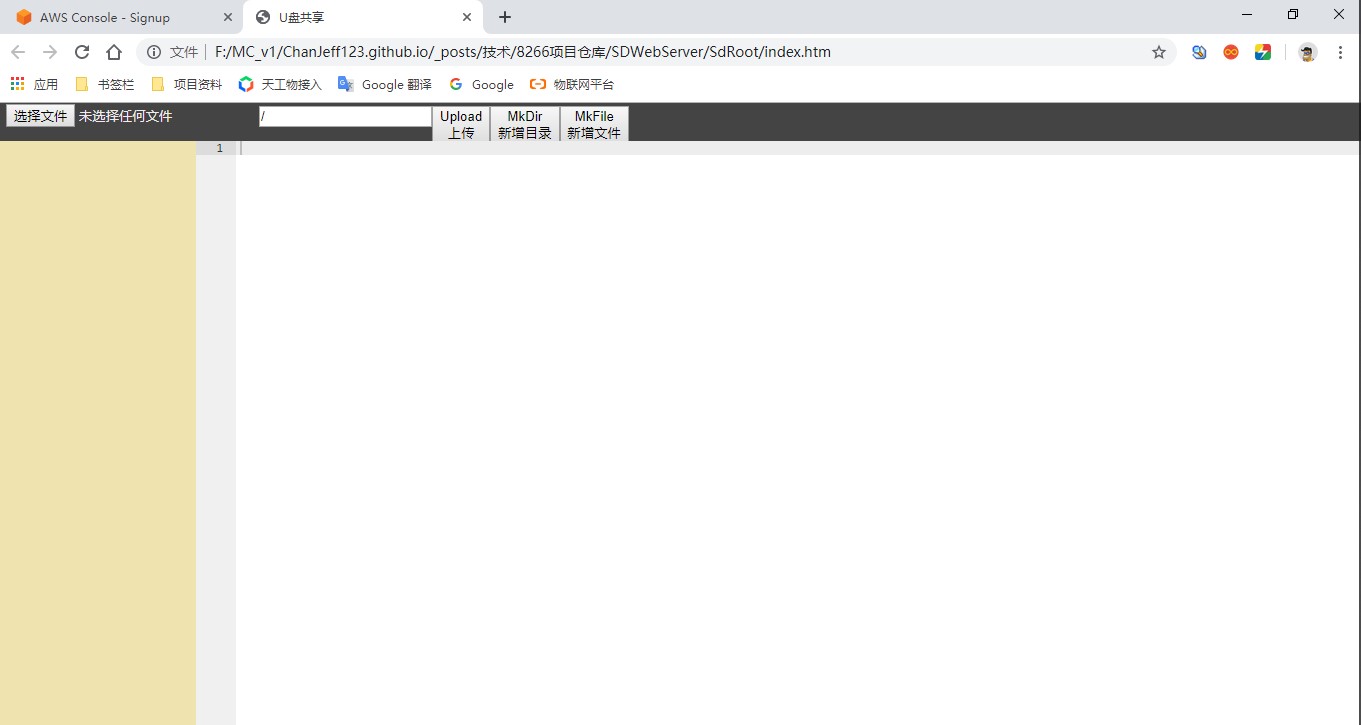 AWS Console - Signup
U盘共享
文件 F:/MC_v1/ChanJeff123.github.io/_posts/技术/8266项目仓库/SDWebServer/SdRoot/index.htm
应用 书签栏 项目资料 天工物接入 Google 翻译 Google 物联网平台
选择文件 未选择任何文件 / Upload MkDir MkFile
上传 新增目录 新增文件
1